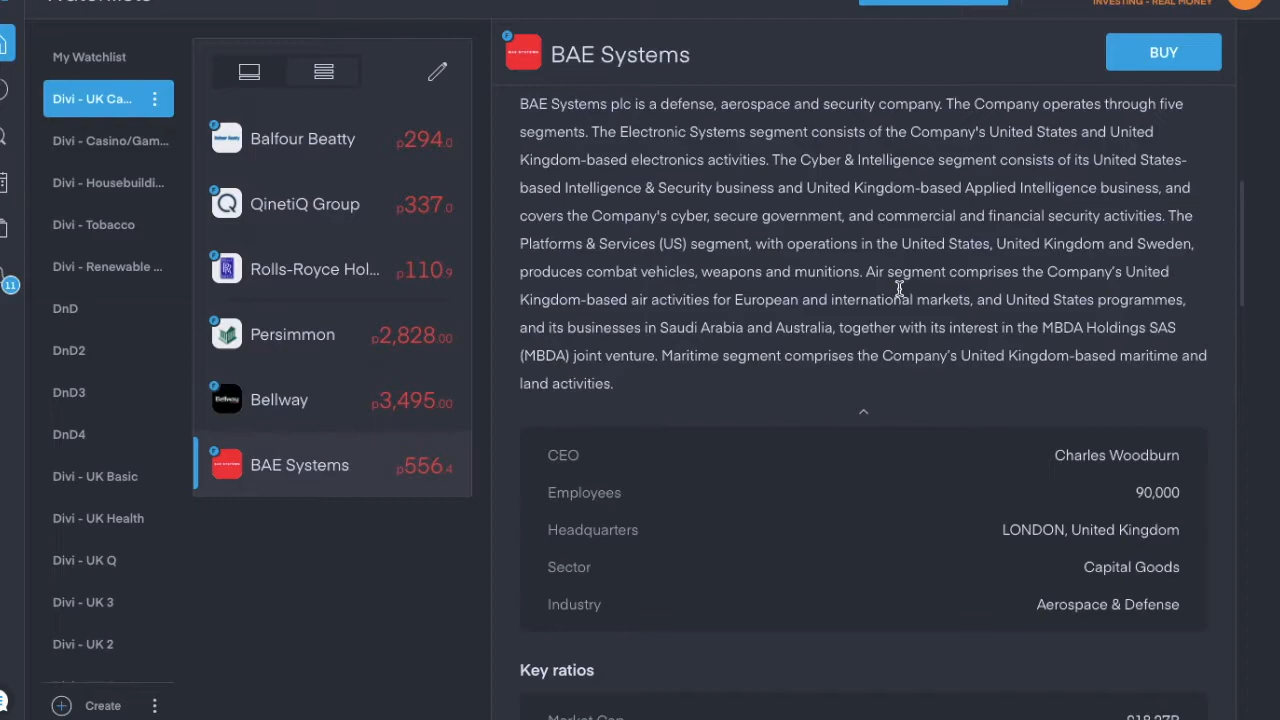 INVESTING - REAL MONEY
My Watchlist
Divi - UK Ca...
Divi - Casino/Gam...
Divi - Housebuildi...
Divi - Tobacco
Divi - Renewable ...
DnD
DnD2
DnD3
DnD4
Divi - UK Basic
Divi - UK Health
Divi - UK Q
Divi - UK 3
Divi - UK 2
Create
11
Balfour Beatty p294.0
QinetiQ Group p337.0
Rolls-Royce Hol... p110.9
Persimmon p2,828.00
Bellway p3,495.00
BAE Systems p556.4
BAE Systems
BUY
BAE Systems plc is a defense, aerospace and security company. The Company operates through five
segments. The Electronic Systems segment consists of the Company's United States and United
Kingdom-based electronics activities. The Cyber & Intelligence segment consists of its United States-
based Intelligence & Security business and United Kingdom-based Applied Intelligence business, and
covers the Company's cyber, secure government, and commercial and financial security activities. The
Platforms & Services (US) segment, with operations in the United States, United Kingdom and Sweden,
produces combat vehicles, weapons and munitions. Air segment comprises the Company's United
Kingdom-based air activities for European and international markets, and United States programmes,
and its businesses in Saudi Arabia and Australia, together with its interest in the MBDA Holdings SAS
(MBDA) joint venture. Maritime segment comprises the Company's United Kingdom-based maritime and
land activities.
CEO Charles Woodburn
Employees 90,000
Headquarters LONDON, United Kingdom
Sector Capital Goods
Industry Aerospace & Defense
Key ratios